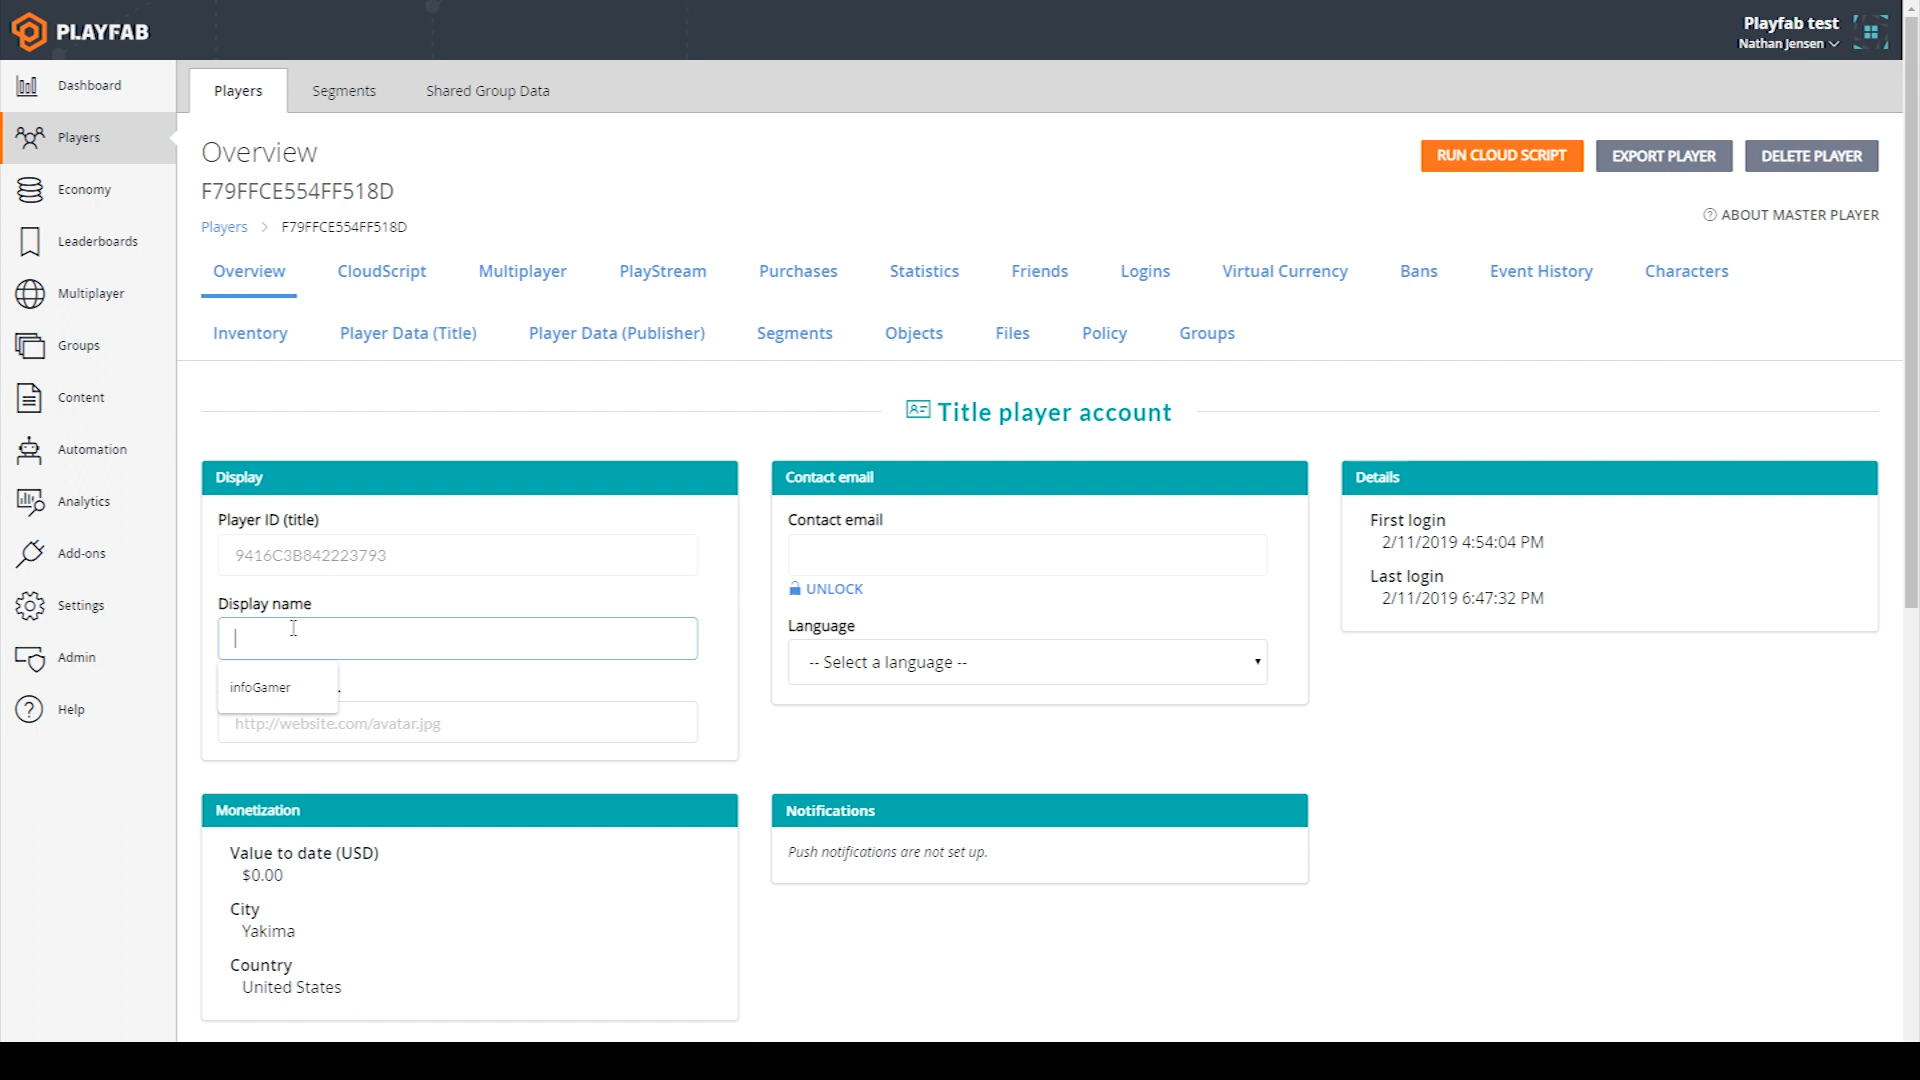 PLAYFAB
Playfab test
Nathan Jensen
Dashboard
Players
Economy
Leaderboards
Multiplayer
Groups
Content
Automation
Analytics
Add-ons
Settings
Admin
Help
Players Segments Shared Group Data
Overview
F79FFCE554FF518D
Players > F79FFCE554FF518D
RUN CLOUD SCRIPT EXPORT PLAYER DELETE PLAYER
? ABOUT MASTER PLAYER
Overview CloudScript Multiplayer PlayStream Purchases Statistics Friends Logins Virtual Currency Bans Event History Characters
Inventory Player Data (Title) Player Data (Publisher) Segments Objects Files Policy Groups
Title player account
Display
Player ID (title)
9416C3B842223793
Display name
infoGamer
http://website.com/avatar.jpg
Contact email
Contact email
UNLOCK
Language
-- Select a language --
Details
First login
2/11/2019 4:54:04 PM
Last login
2/11/2019 6:47:32 PM
Monetization
Value to date (USD)
$0.00
City
Yakima
Country
United States
Notifications
Push notifications are not set up.